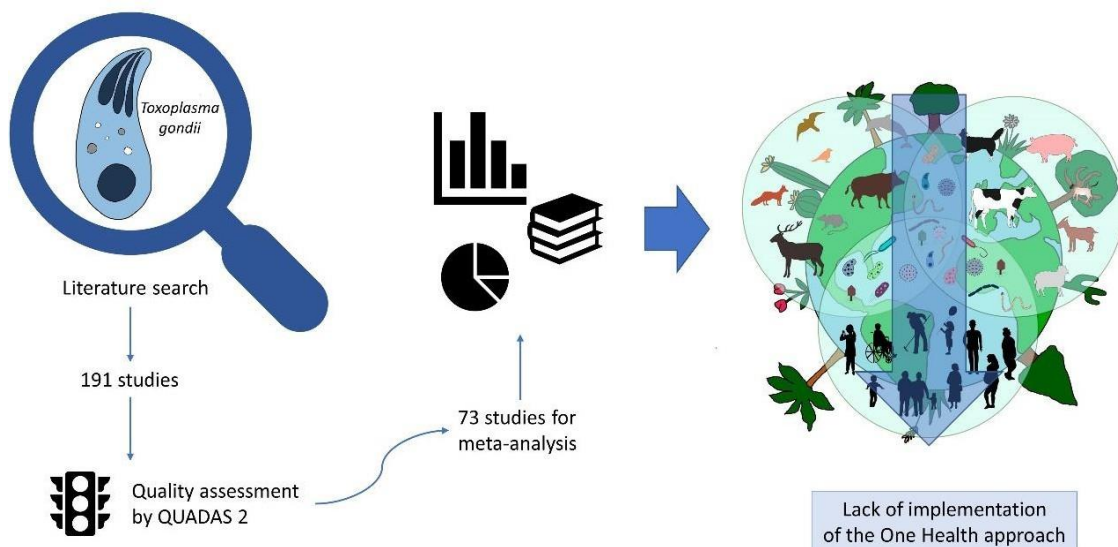 Toxoplasma
gondii
Literature search
191 studies
Quality assessment
by QUADAS 2
73 studies for
meta-analysis
Lack of implementation
of the One Health approach